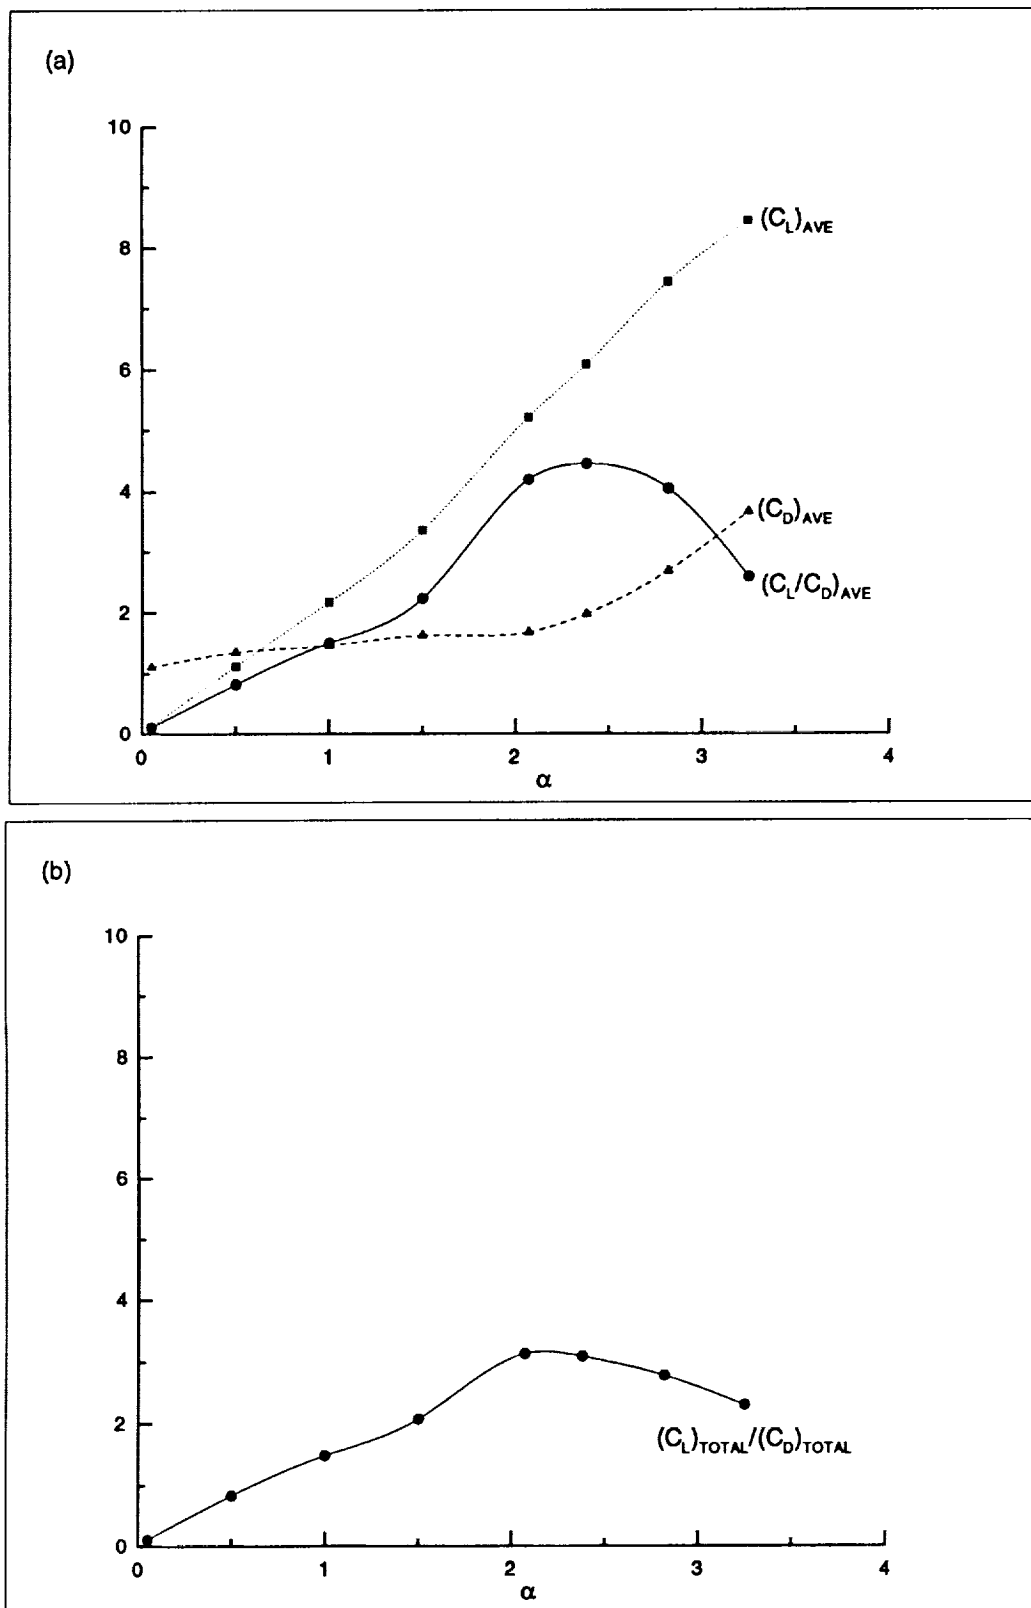 (a)
10
8
6
4
2
0
(C_L)_AVE
(C_D)_AVE
(C_L/C_D)_AVE
0 1 2 3 4
α
(b)
10
8
6
4
2
0
(C_L)_TOTAL/(C_D)_TOTAL
0 1 2 3 4
α